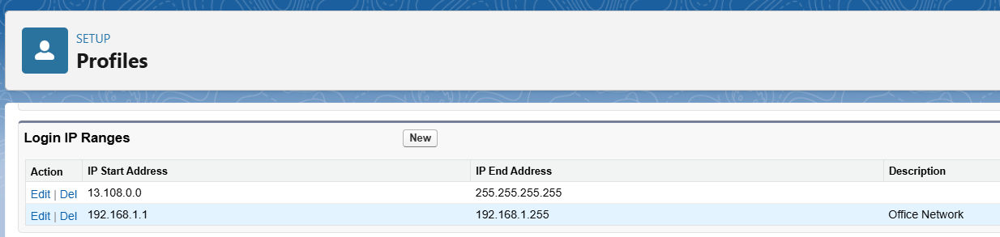 SETUP
Profiles
Login IP Ranges New
Action IP Start Address IP End Address Description
Edit | Del 13.108.0.0 255.255.255.255
Edit | Del 192.168.1.1 192.168.1.255 Office Network